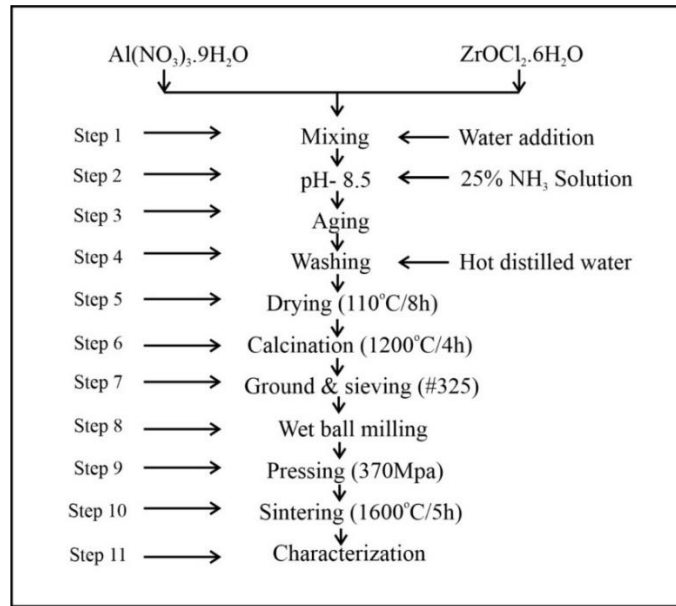 Al(NO₃)₃.9H₂O ZrOCl₂.6H₂O
Step 1 Mixing Water addition
Step 2 pH- 8.5 25% NH₃ Solution
Step 3 Aging
Step 4 Washing Hot distilled water
Step 5 Drying (110°C/8h)
Step 6 Calcination (1200°C/4h)
Step 7 Ground & sieving (#325)
Step 8 Wet ball milling
Step 9 Pressing (370Mpa)
Step 10 Sintering (1600°C/5h)
Step 11 Characterization